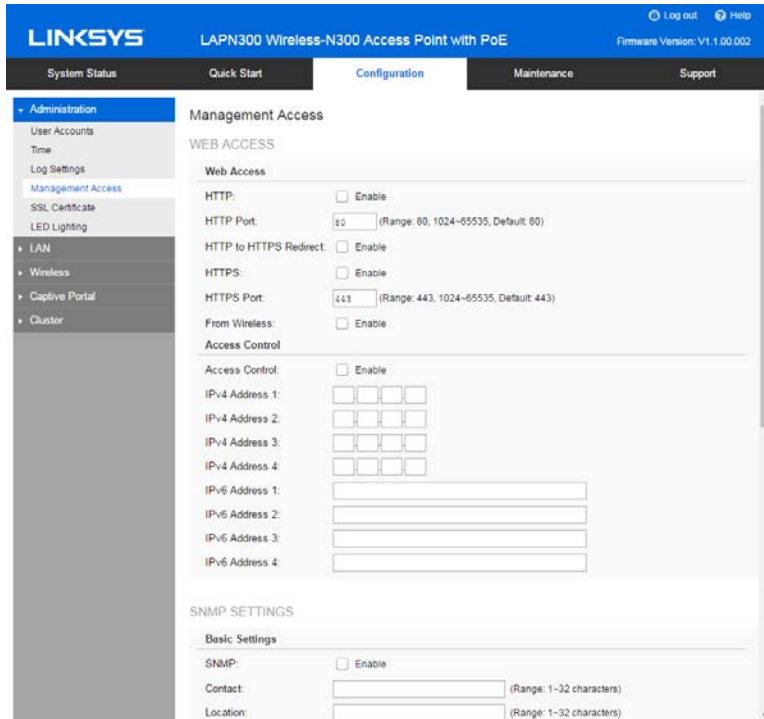 Log out Help
LINKSYS LAPN300 Wireless-N300 Access Point with PoE Firmware Version: V1.1.00.002
System Status Quick Start Configuration Maintenance Support
Administration
User Accounts
Time
Log Settings
Management Access
SSL Certificate
LED Lighting
LAN
Wireless
Captive Portal
Cluster
Management Access
WEB ACCESS
Web Access
HTTP: Enable
HTTP Port: 80 (Range: 80, 1024~65535, Default: 80)
HTTP to HTTPS Redirect: Enable
HTTPS: Enable
HTTPS Port: 443 (Range: 443, 1024~65535, Default: 443)
From Wireless: Enable
Access Control
Access Control: Enable
IPv4 Address 1:
IPv4 Address 2:
IPv4 Address 3:
IPv4 Address 4:
IPv6 Address 1:
IPv6 Address 2:
IPv6 Address 3:
IPv6 Address 4:
SNMP SETTINGS
Basic Settings
SNMP: Enable
Contact: (Range: 1~32 characters)
Location: (Range: 1~32 characters)